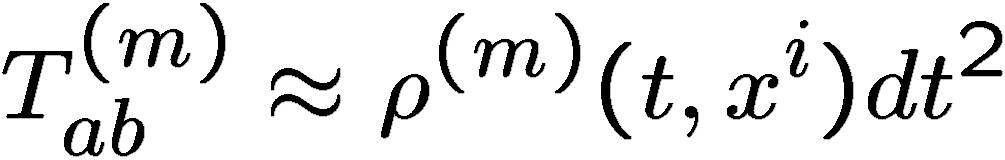 $T_{ab}^{(m)} \approx \rho^{(m)}(t, x^i)dt^2$